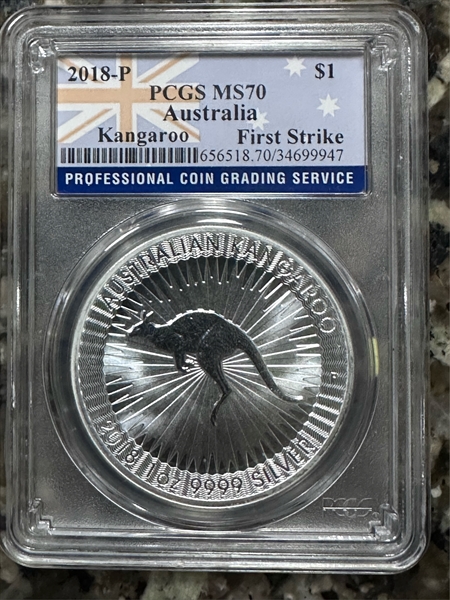 2018-P $1
PCGS MS70
Australia
Kangaroo First Strike
656518.70/34699947
PROFESSIONAL COIN GRADING SERVICE
AUSTRALIAN KANGAROO
P
2018 1oz 9999 SILVER
PCGS